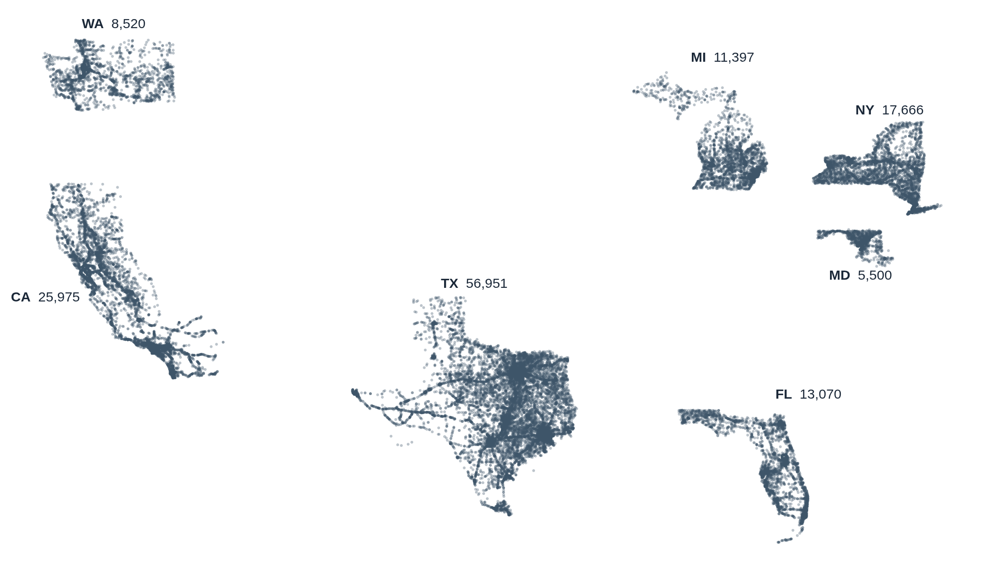 WA 8,520
MI 11,397
NY 17,666
MD 5,500
TX 56,951
CA 25,975
FL 13,070